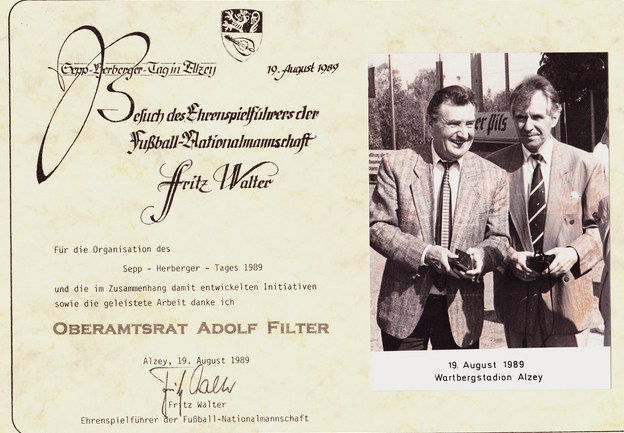 Sepp-Herberger-Tag in Alzey
19. August 1989
Besuch des Ehrenspielführers der
Fußball-Nationalmannschaft
Fritz Walter
Für die Organisation des
Sepp - Herberger - Tages 1989
und die im Zusammenhang damit entwickelten Initiativen
sowie die geleistete Arbeit danke ich
OBERAMTSRAT ADOLF FILTER
Alzey, 19. August 1989
Fritz Walter
Fritz Walter
Ehrenspielführer der Fußball-Nationalmannschaft
er Pils
19. August 1989
Wartbergstadion Alzey